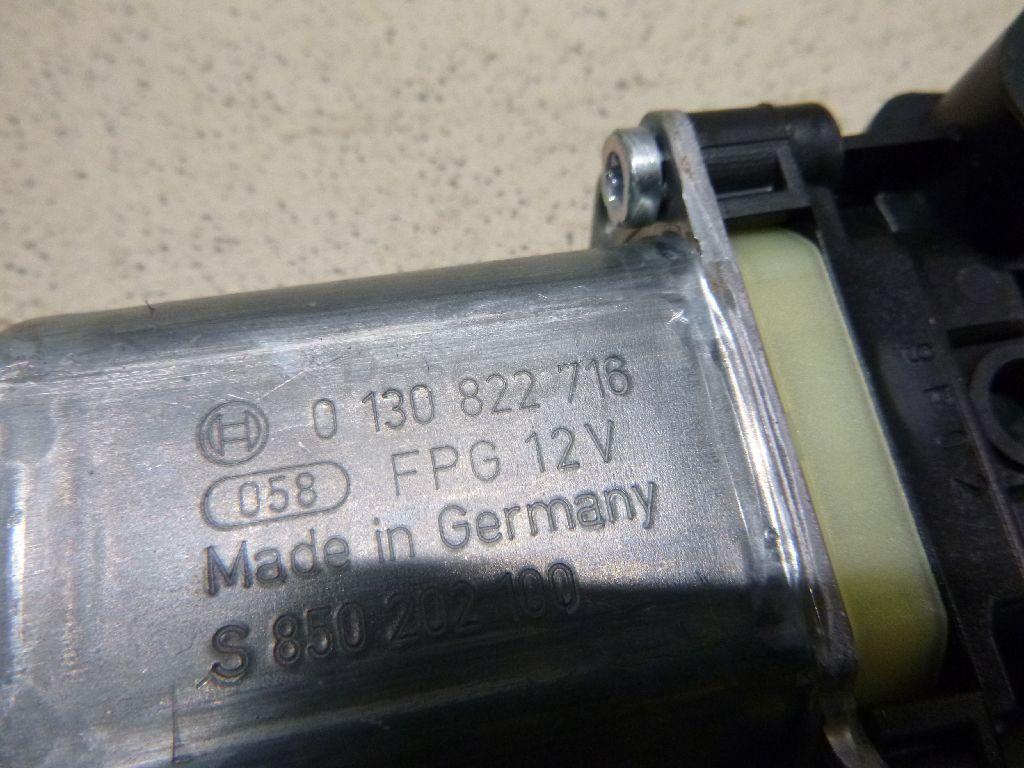 0 130 822 716
058 FPG 12V
Made in Germany
S 850 202 100